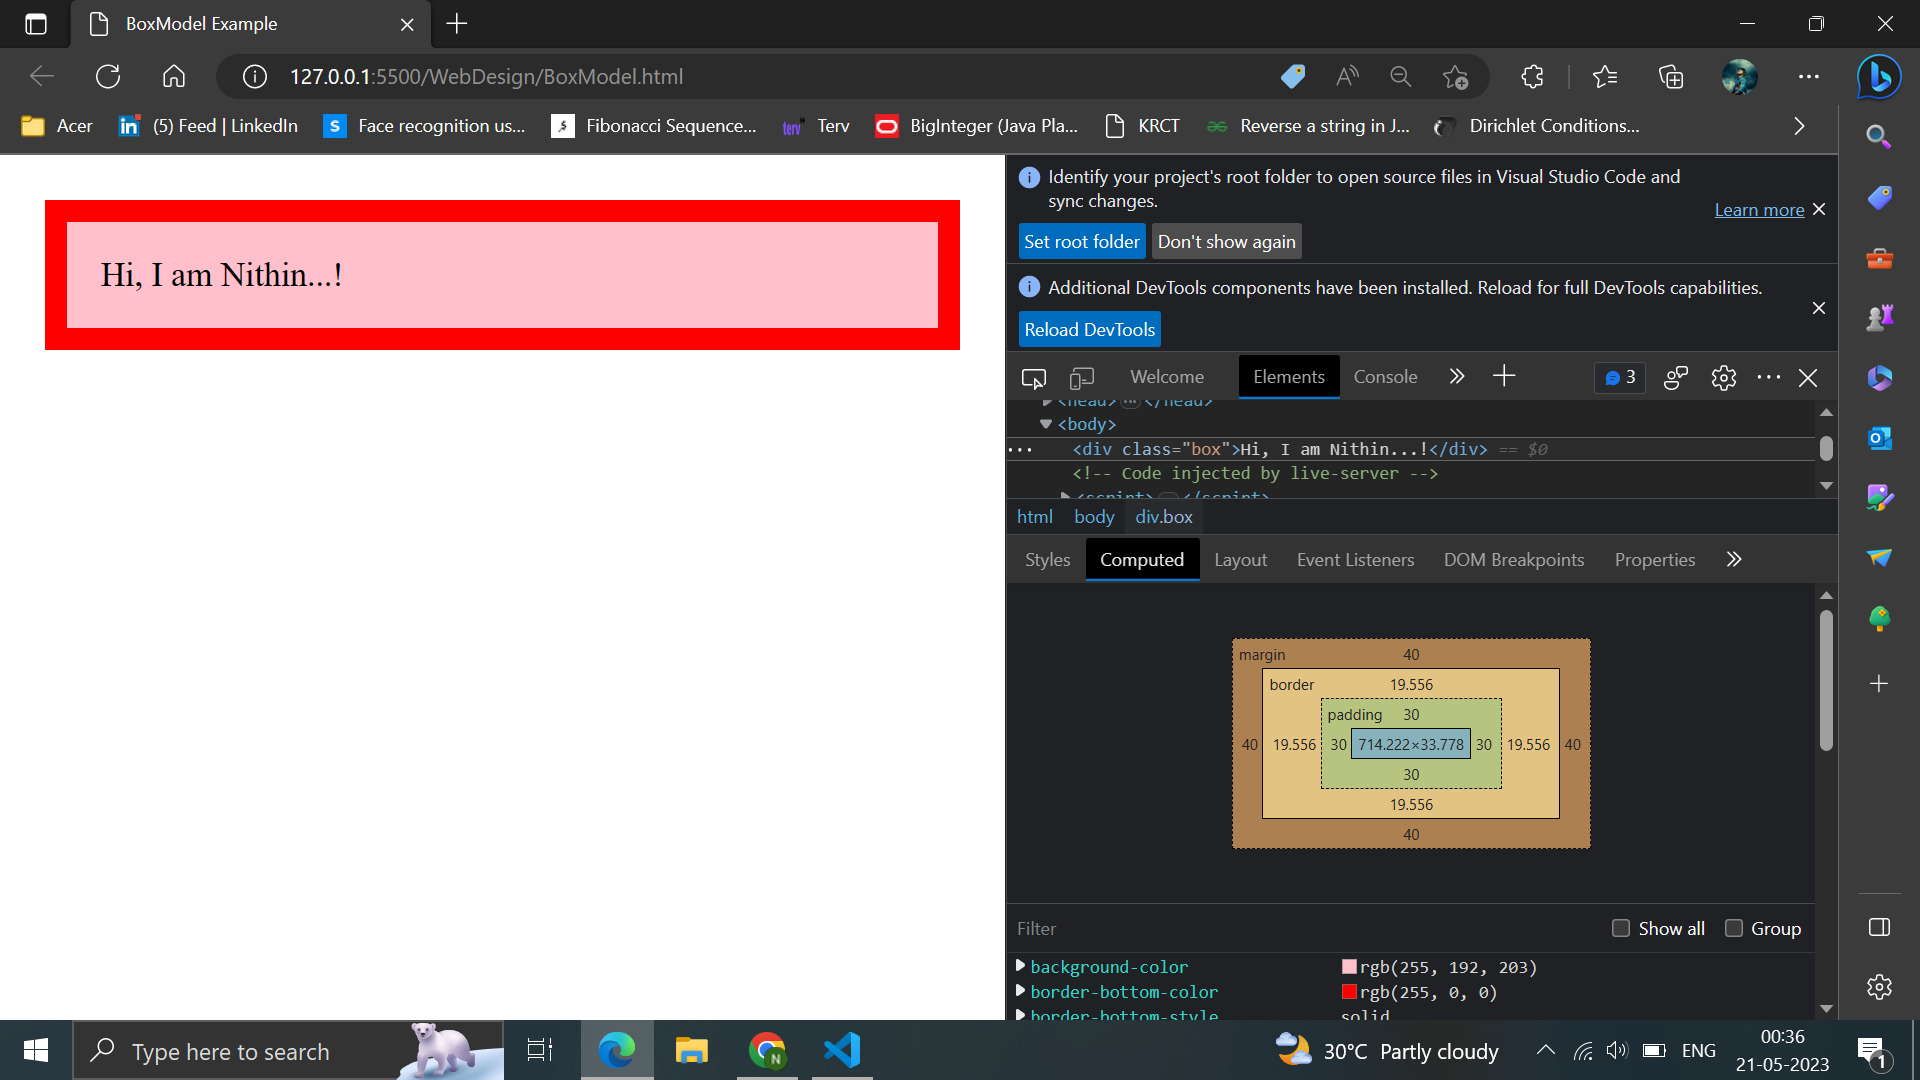 BoxModel Example
127.0.0.1:5500/WebDesign/BoxModel.html
Acer
(5) Feed | LinkedIn
Face recognition us...
Fibonacci Sequence...
terv
Terv
BigInteger (Java Pla...
KRCT
Reverse a string in J...
Dirichlet Conditions...
Hi, I am Nithin...!
Identify your project's root folder to open source files in Visual Studio Code and
sync changes.
Learn more
Set root folder
Don't show again
Additional DevTools components have been installed. Reload for full DevTools capabilities.
Reload DevTools
Welcome
Elements
Console
3
<head> ... </head>
<body>
<div class="box">Hi, I am Nithin...!</div> == $0
<!-- Code injected by live-server -->
<script> </script>
html
body
div.box
Styles
Computed
Layout
Event Listeners
DOM Breakpoints
Properties
margin
40
border
19.556
padding
30
40
19.556
30
714.222×33.778
30
19.556
40
30
19.556
40
Filter
Show all
Group
background-color
rgb(255, 192, 203)
border-bottom-color
rgb(255, 0, 0)
border-bottom-style
solid
Type here to search
N
30°C Partly cloudy
ENG
00:36
21-05-2023
1